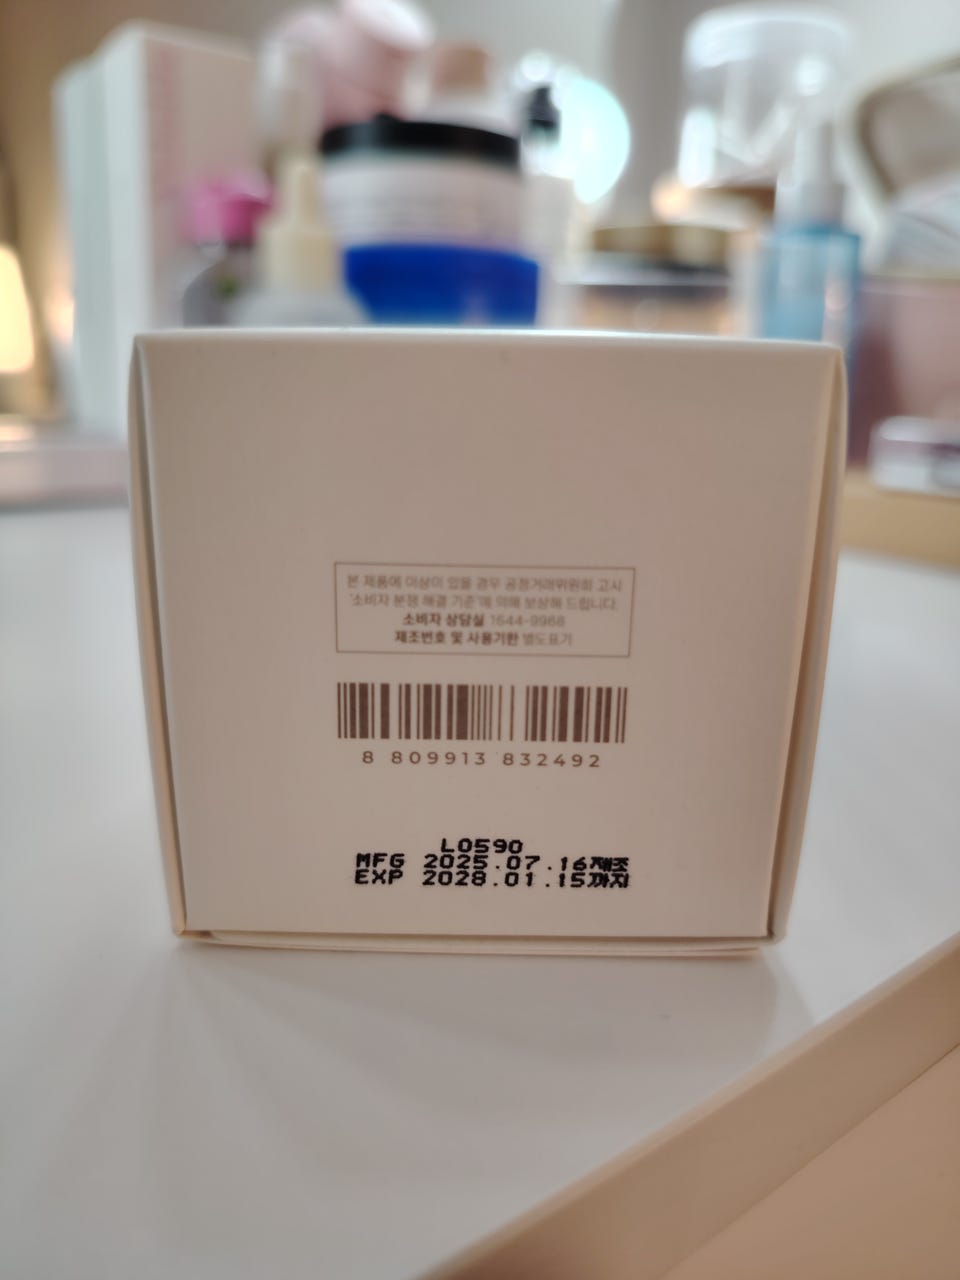 본 제품에 이상이 있을 경우 공정거래위원회 고시
'소비자 분쟁 해결 기준'에 의해 보상해 드립니다.
소비자 상담실 1644-9968
제조번호 및 사용기한 별도표기
8 809913 832492
L0590
MFG 2025.07.16제조
EXP 2028.01.15까지